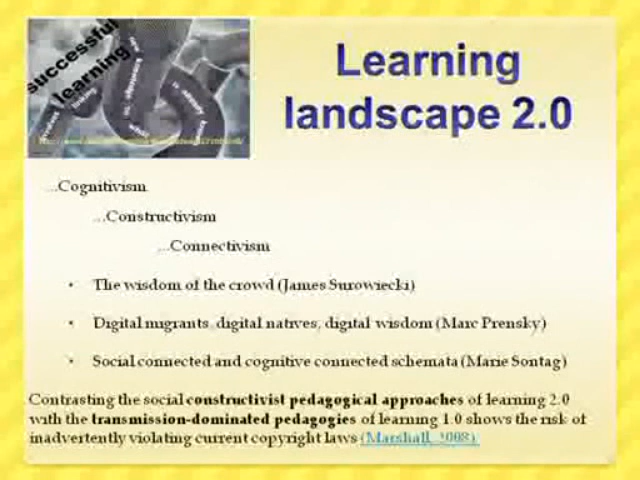 successful
learning
Learning
landscape 2.0
...Cognitivism
...Constructivism
...Connectivism
• The wisdom of the crowd (James Surowiecki)
• Digital migrants, digital natives, digital wisdom (Marc Prensky)
• Social connected and cognitive connected schemata (Marie Sontag)
Contrasting the social constructivist pedagogical approaches of learning 2.0
with the transmission-dominated pedagogies of learning 1.0 shows the risk of
inadvertently violating current copyright laws (Marshall, 2008).